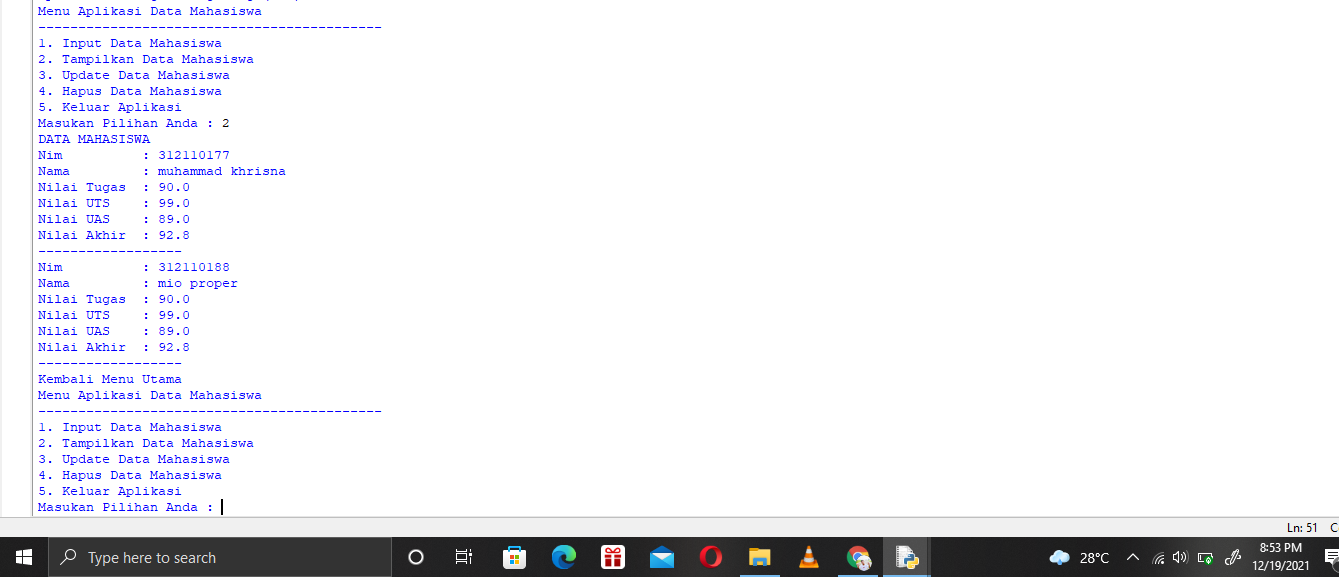 Menu Aplikasi Data Mahasiswa
-------------------------------------------
1. Input Data Mahasiswa
2. Tampilkan Data Mahasiswa
3. Update Data Mahasiswa
4. Hapus Data Mahasiswa
5. Keluar Aplikasi
Masukan Pilihan Anda : 2
DATA MAHASISWA
Nim          : 312110177
Nama         : muhammad khrisna
Nilai Tugas  : 90.0
Nilai UTS    : 99.0
Nilai UAS    : 89.0
Nilai Akhir  : 92.8
------------------
Nim          : 312110188
Nama         : mio proper
Nilai Tugas  : 90.0
Nilai UTS    : 99.0
Nilai UAS    : 89.0
Nilai Akhir  : 92.8
------------------
Kembali Menu Utama
Menu Aplikasi Data Mahasiswa
-------------------------------------------
1. Input Data Mahasiswa
2. Tampilkan Data Mahasiswa
3. Update Data Mahasiswa
4. Hapus Data Mahasiswa
5. Keluar Aplikasi
Masukan Pilihan Anda :
Ln: 51
Type here to search
28°C
8:53 PM
12/19/2021